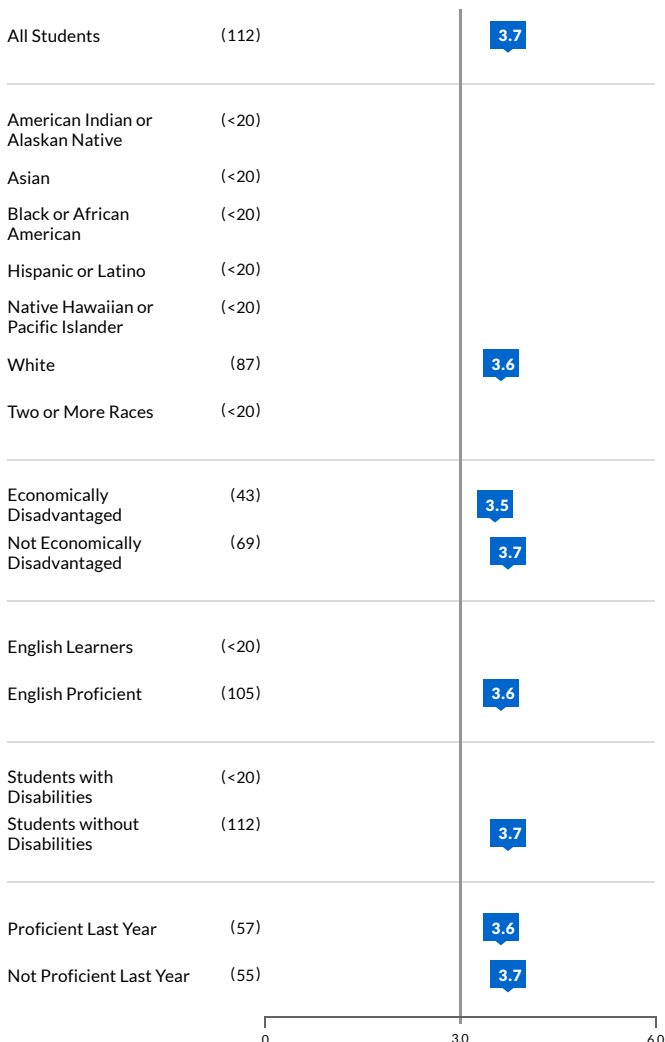 All Students (112) 3.7
American Indian or (<20)
Alaskan Native
Asian (<20)
Black or African (<20)
American
Hispanic or Latino (<20)
Native Hawaiian or (<20)
Pacific Islander
White (87) 3.6
Two or More Races (<20)
Economically (43) 3.5
Disadvantaged
Not Economically (69) 3.7
Disadvantaged
English Learners (<20)
English Proficient (105) 3.6
Students with (<20)
Disabilities
Students without (112) 3.7
Disabilities
Proficient Last Year (57) 3.6
Not Proficient Last Year (55) 3.7
0 3.0 6.0